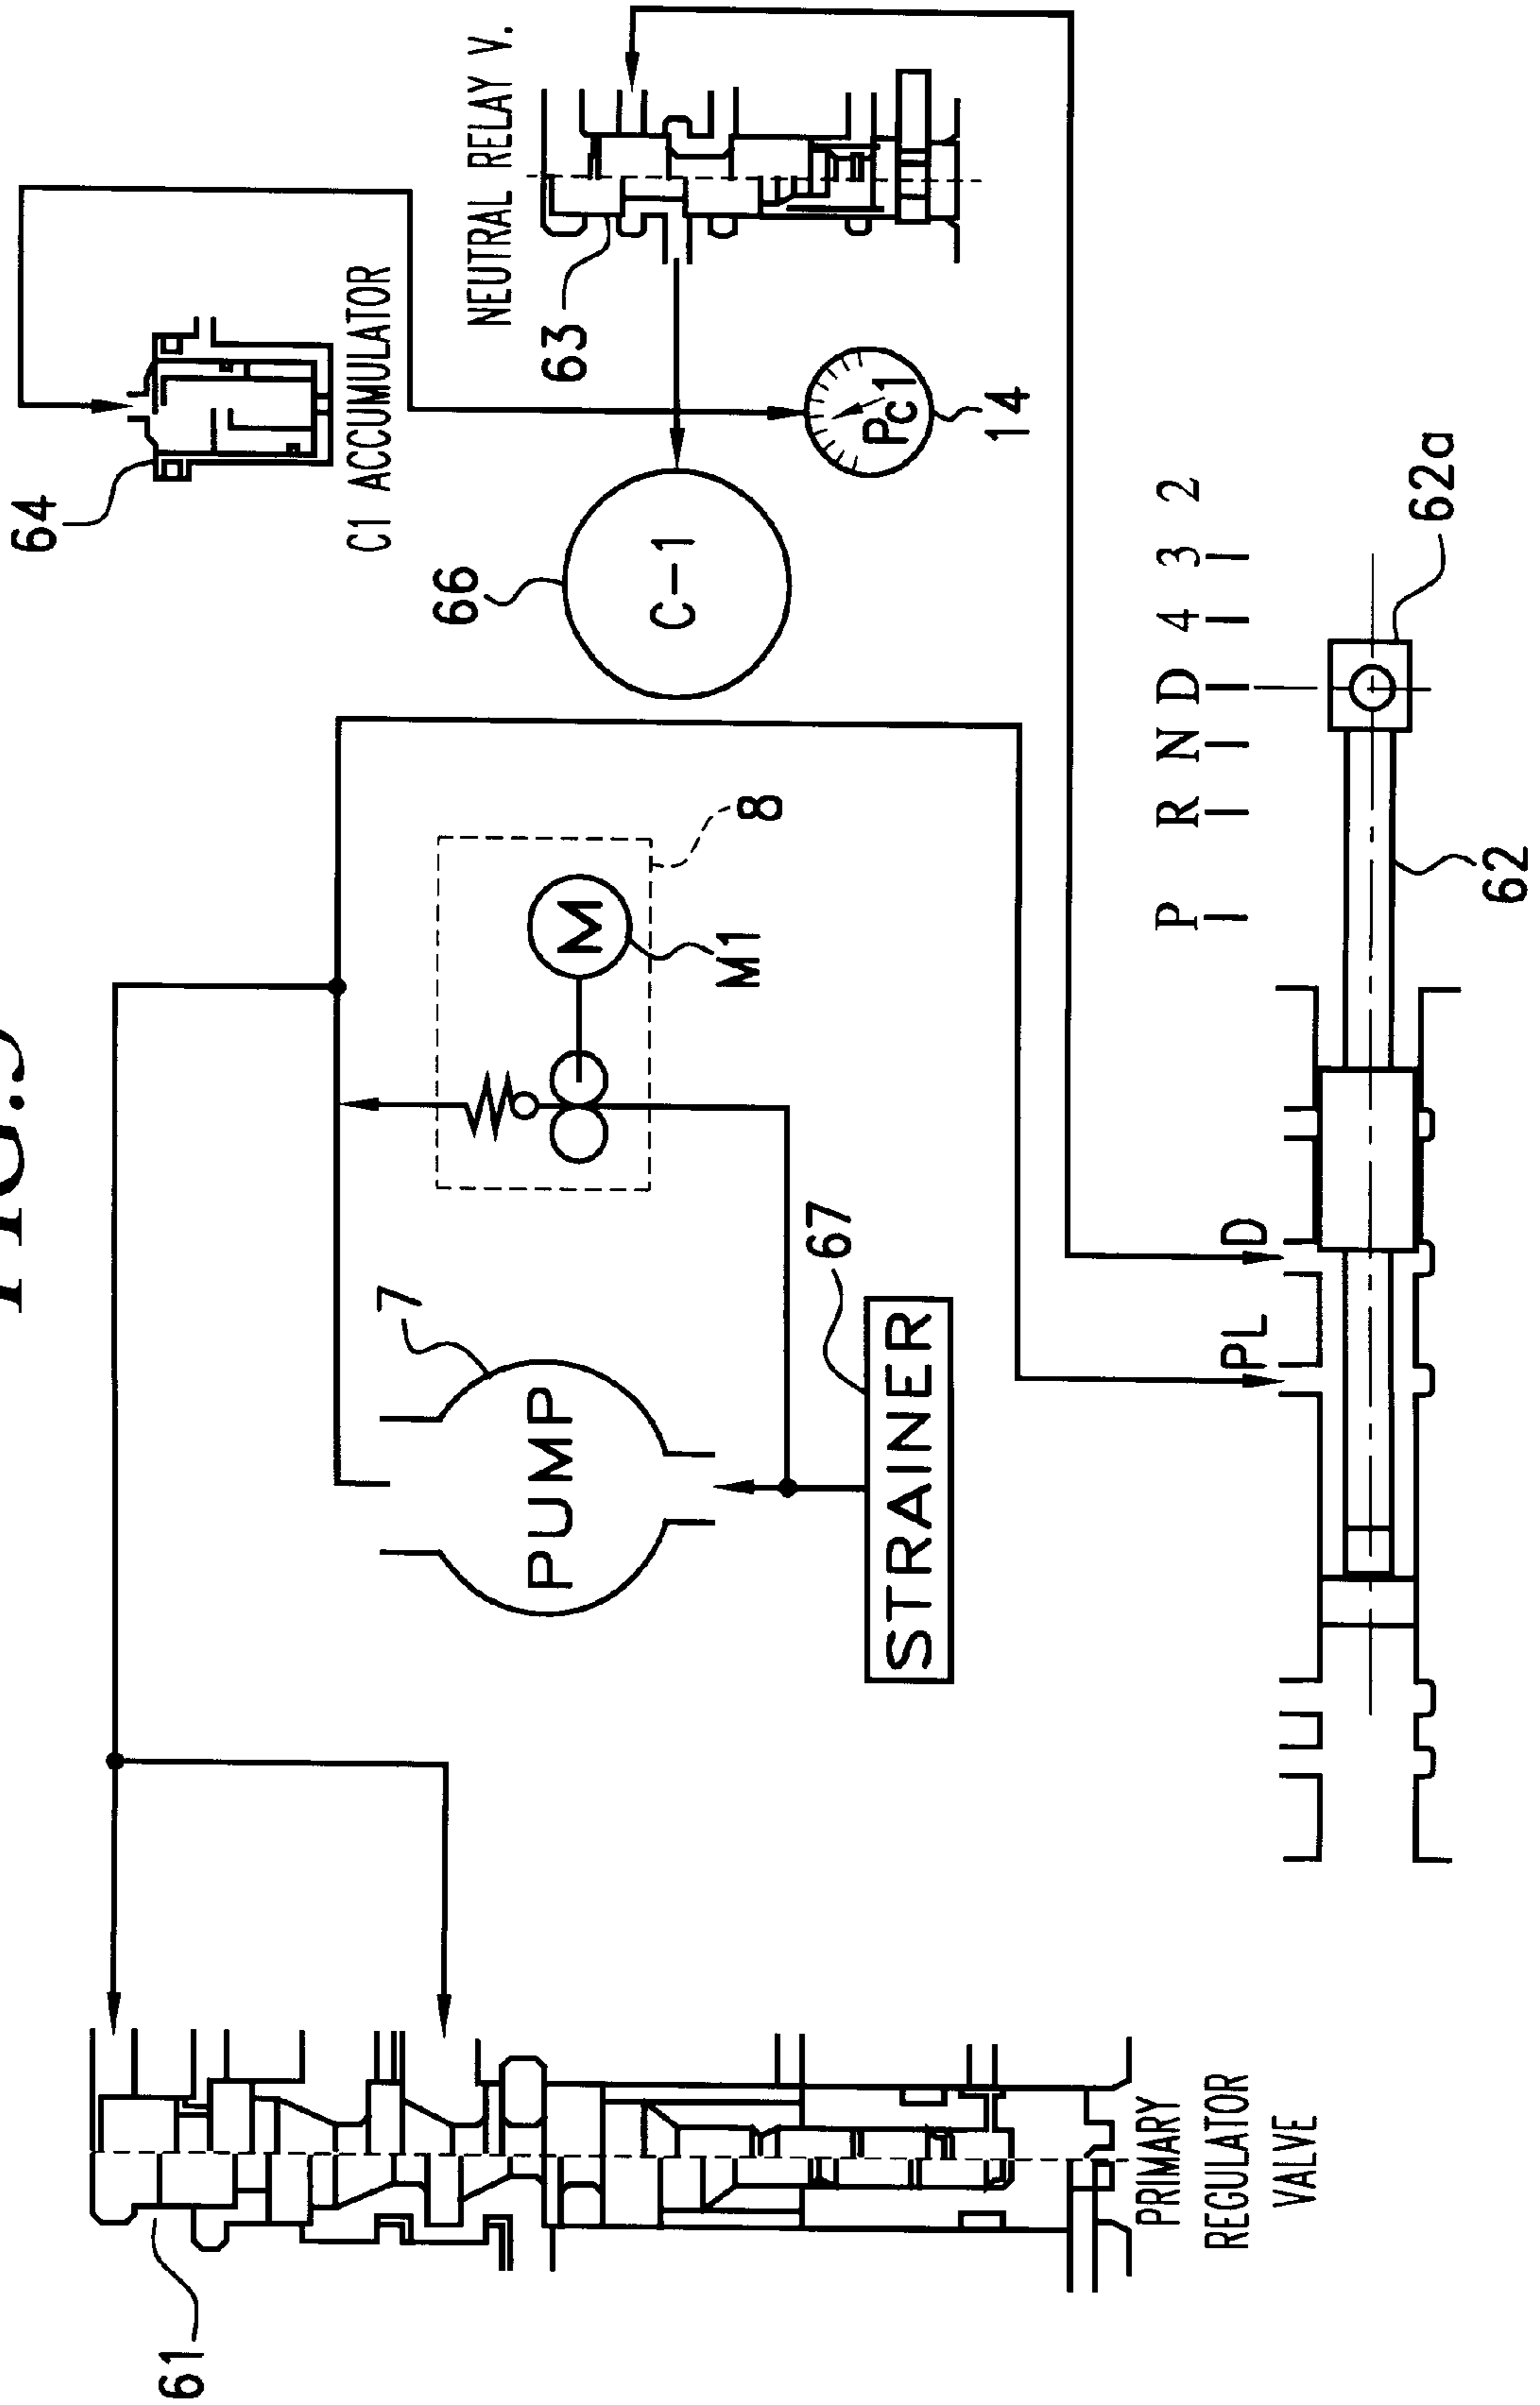 FIG.
61
PRIMARY
REGULATOR
VALVE
7
PUMP
67
STRAINER
M
M1
8
64
C1 ACCUMULATOR
66
C-1
NEUTRAL RELAY V.
63
Pc1
14
PL
D
P R N D 4 3 2
62
62a